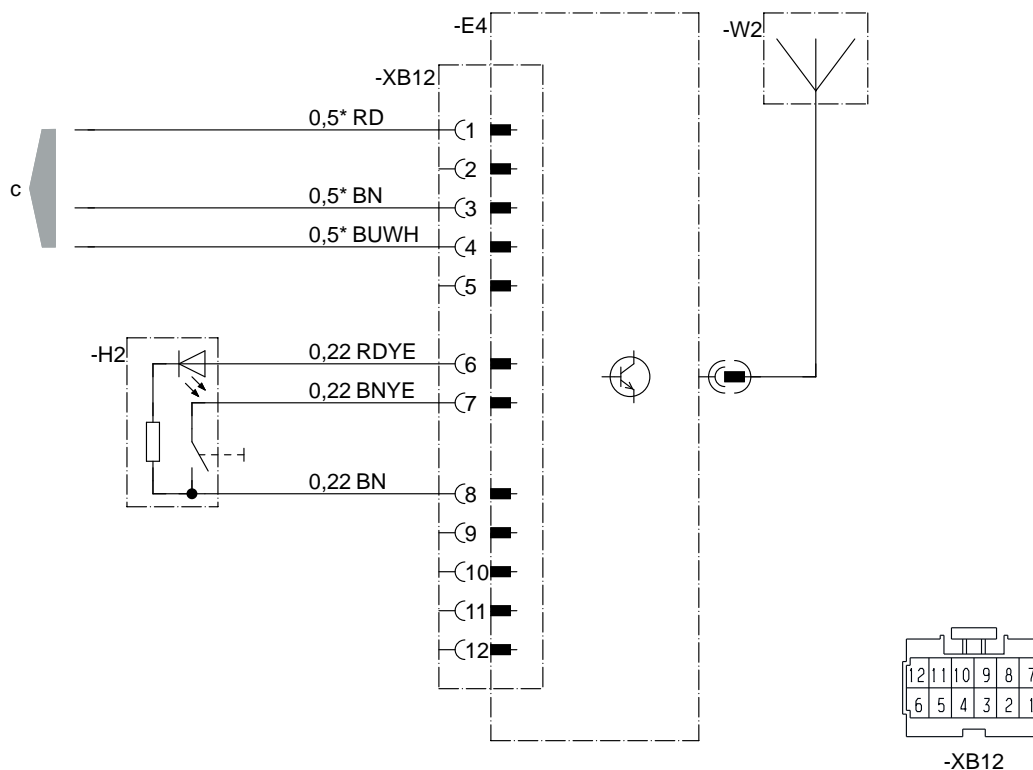 -E4
-W2
-XB12
0,5* RD
1
2
c
0,5* BN
3
0,5* BUWH
4
5
-H2
0,22 RDYE
6
0,22 BNYE
7
0,22 BN
8
9
10
11
12
12 11 10 9 8 7
6 5 4 3 2 1
-XB12